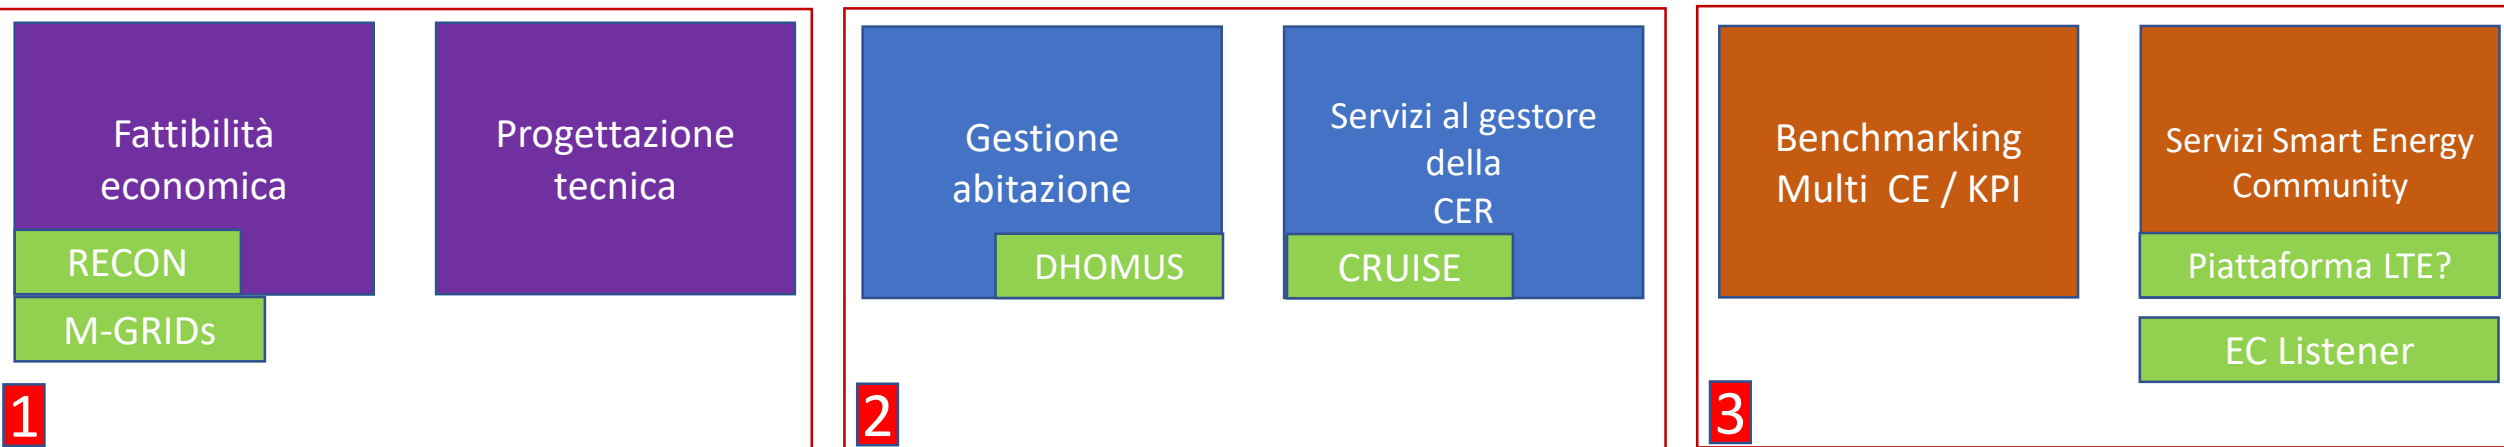 Fattibilità
economica
RECON
M-GRIDs
Progettazione
tecnica
1
Gestione
abitazione
DHOMUS
Servizi al gestore
della
CER
CRUISE
2
Benchmarking
Multi CE / KPI
Servizi Smart Energy
Community
Piattaforma LTE?
EC Listener
3